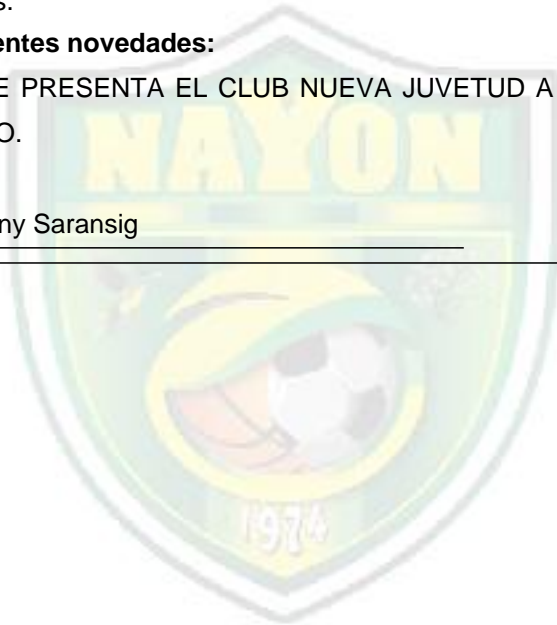 s.
entes novedades:
E PRESENTA EL CLUB NUEVA JUVETUD A
O.
ny Saransig
NAYON
1974